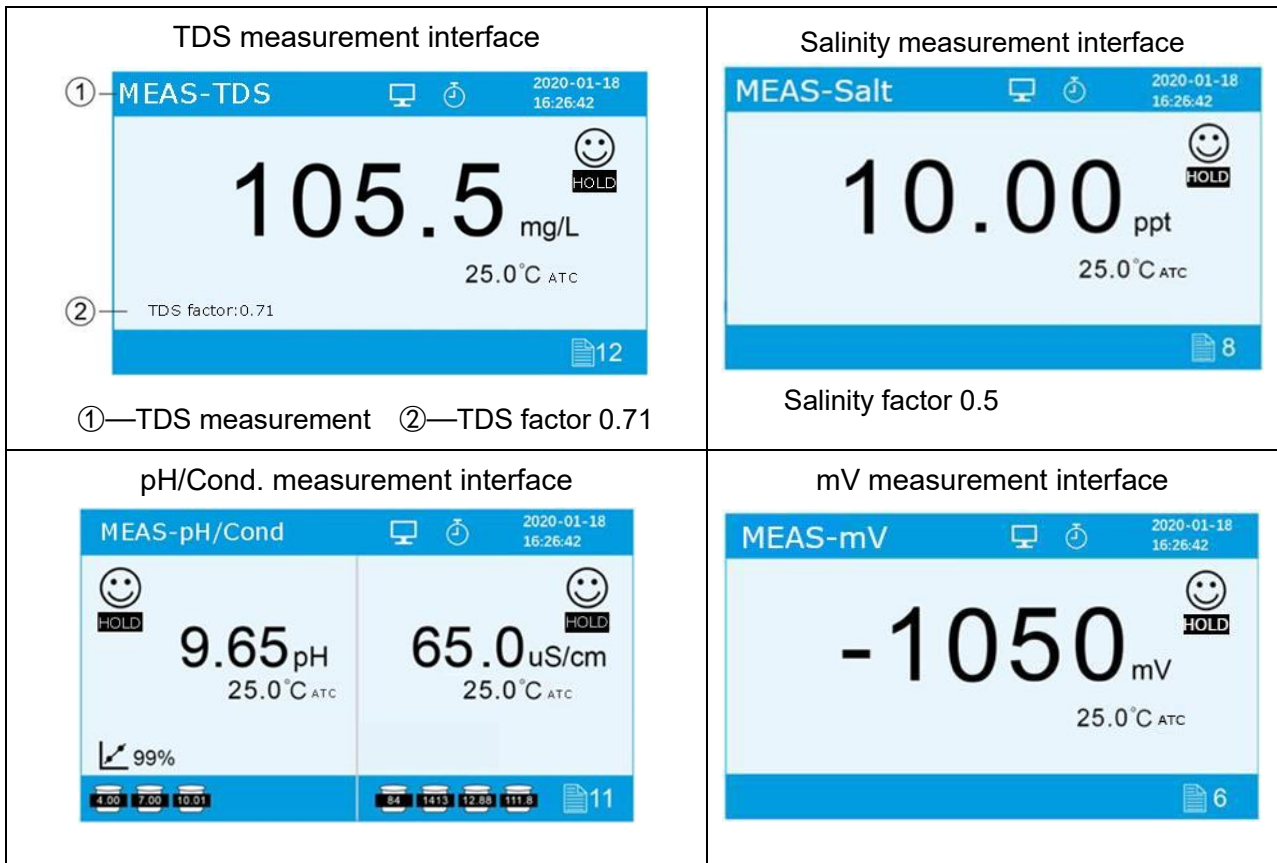 TDS measurement interface
①
MEAS-TDS
2020-01-18
16:26:42
105.5 mg/L
HOLD
25.0°C ATC
②
TDS factor:0.71
12
①—TDS measurement ②—TDS factor 0.71
Salinity measurement interface
MEAS-Salt
2020-01-18
16:26:42
10.00 ppt
HOLD
25.0°C ATC
8
Salinity factor 0.5
pH/Cond. measurement interface
MEAS-pH/Cond
2020-01-18
16:26:42
HOLD
9.65 pH
25.0°C ATC
99%
HOLD
65.0 uS/cm
25.0°C ATC
4.00 7.00 10.01
84 1413 12.88 111.8
11
mV measurement interface
MEAS-mV
2020-01-18
16:26:42
-1050 mV
HOLD
25.0°C ATC
6